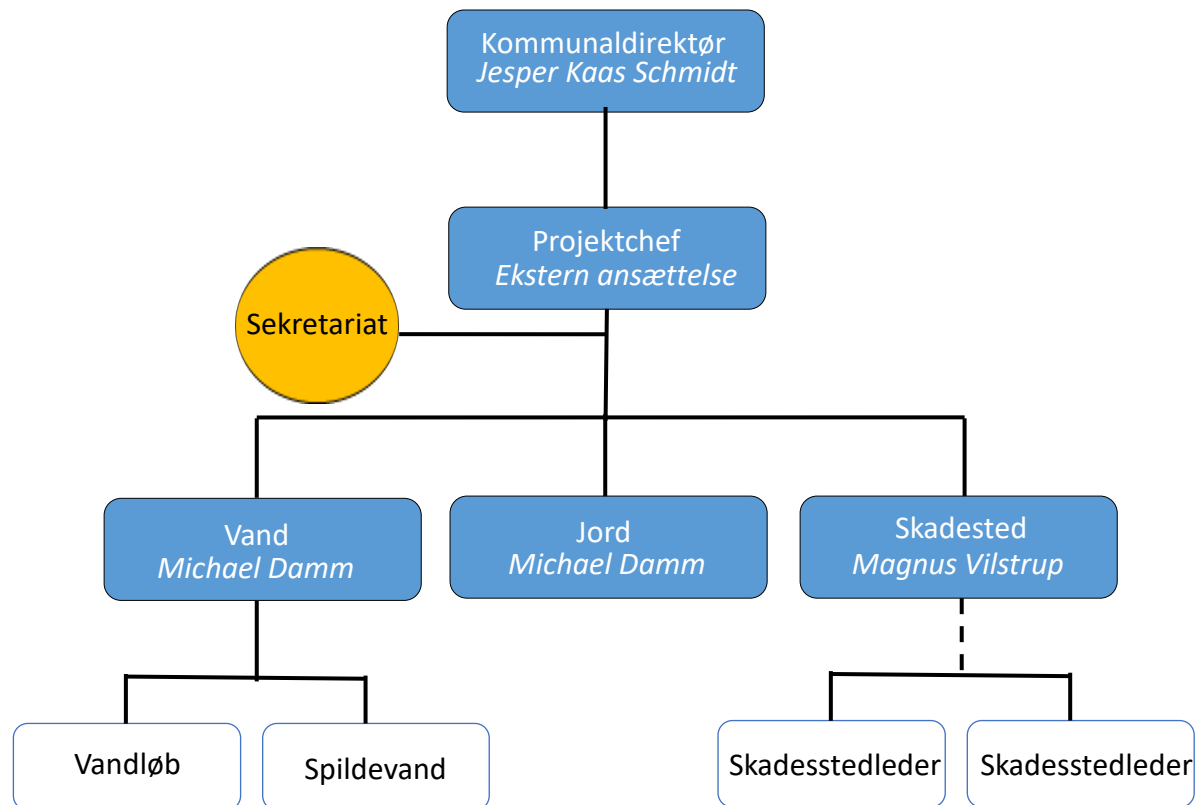 Kommunaldirektør
Jesper Kaas Schmidt
Projektchef
Ekstern ansættelse
Sekretariat
Vand
Michael Damm
Jord
Michael Damm
Skadested
Magnus Vilstrup
Vandløb
Spildevand
Skadesstedleder
Skadesstedleder